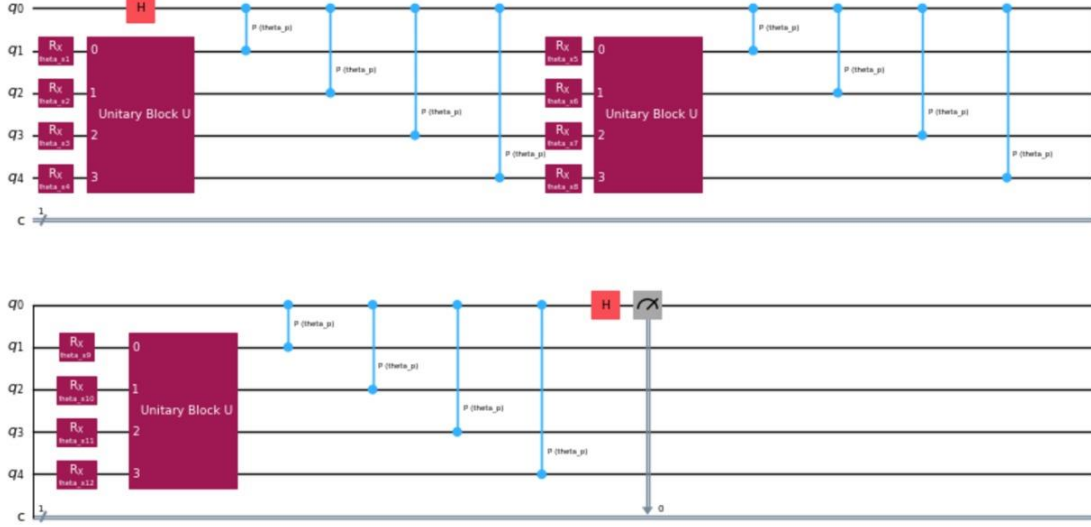 q0 H
P (theta_p)
q1 RX theta_x1 0 RX theta_x5 0
P (theta_p) P (theta_p)
q2 RX theta_x2 1 RX theta_x6 1
Unitary Block U P (theta_p) Unitary Block U P (theta_p)
q3 RX theta_x3 2 RX theta_x7 2
P (theta_p) P (theta_p)
q4 RX theta_x4 3 RX theta_x8 3
1
c
q0 H
P (theta_p)
q1 RX theta_x9 0
P (theta_p)
q2 RX theta_x10 1
Unitary Block U P (theta_p)
q3 RX theta_x11 2
P (theta_p)
q4 RX theta_x12 3
1 0
c